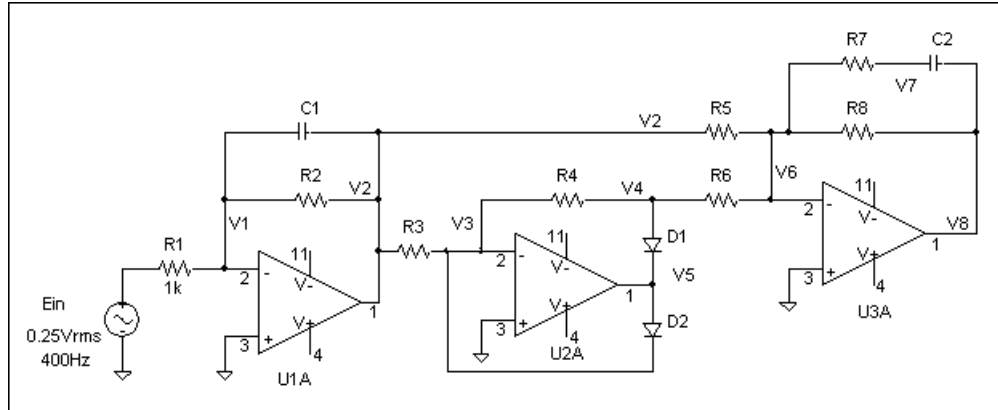 R7
C2
V7
C1
V2
R5
R8
R2
V2
R4
V4
R6
V6
V1
V3
R1
R3
11
2
-
V-
V8
1k
11
D1
1
2
-
V-
2
-
11
V-
V5
3
+
V+
4
Ein
1
1
D2
U3A
0.25Vrms
3
+
V+
4
3
+
V+
4
400Hz
U2A
U1A